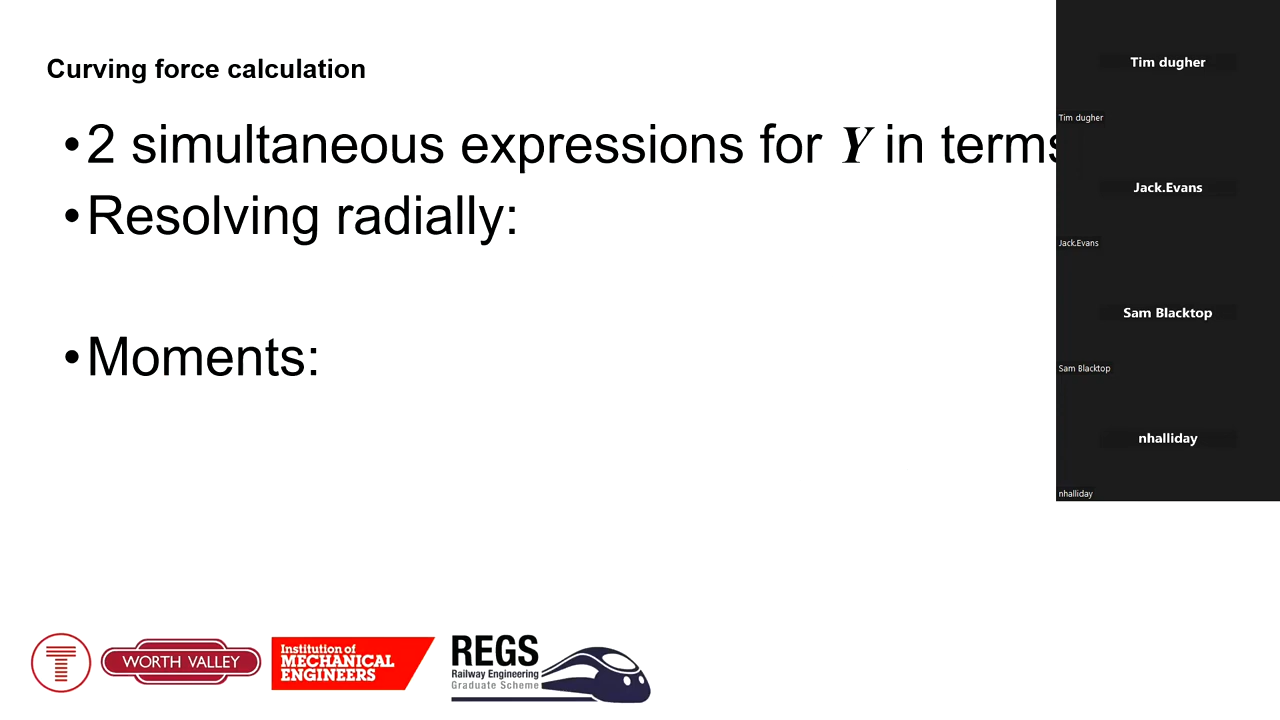 Curving force calculation
•2 simultaneous expressions for Y in terms
•Resolving radially:
•Moments:
Tim dugher
Tim dugher
Jack.Evans
Jack.Evans
Sam Blacktop
Sam Blacktop
nhalliday
nhalliday
T
WORTH VALLEY
Institution of
MECHANICAL
ENGINEERS
REGS
Railway Engineering
Graduate Scheme